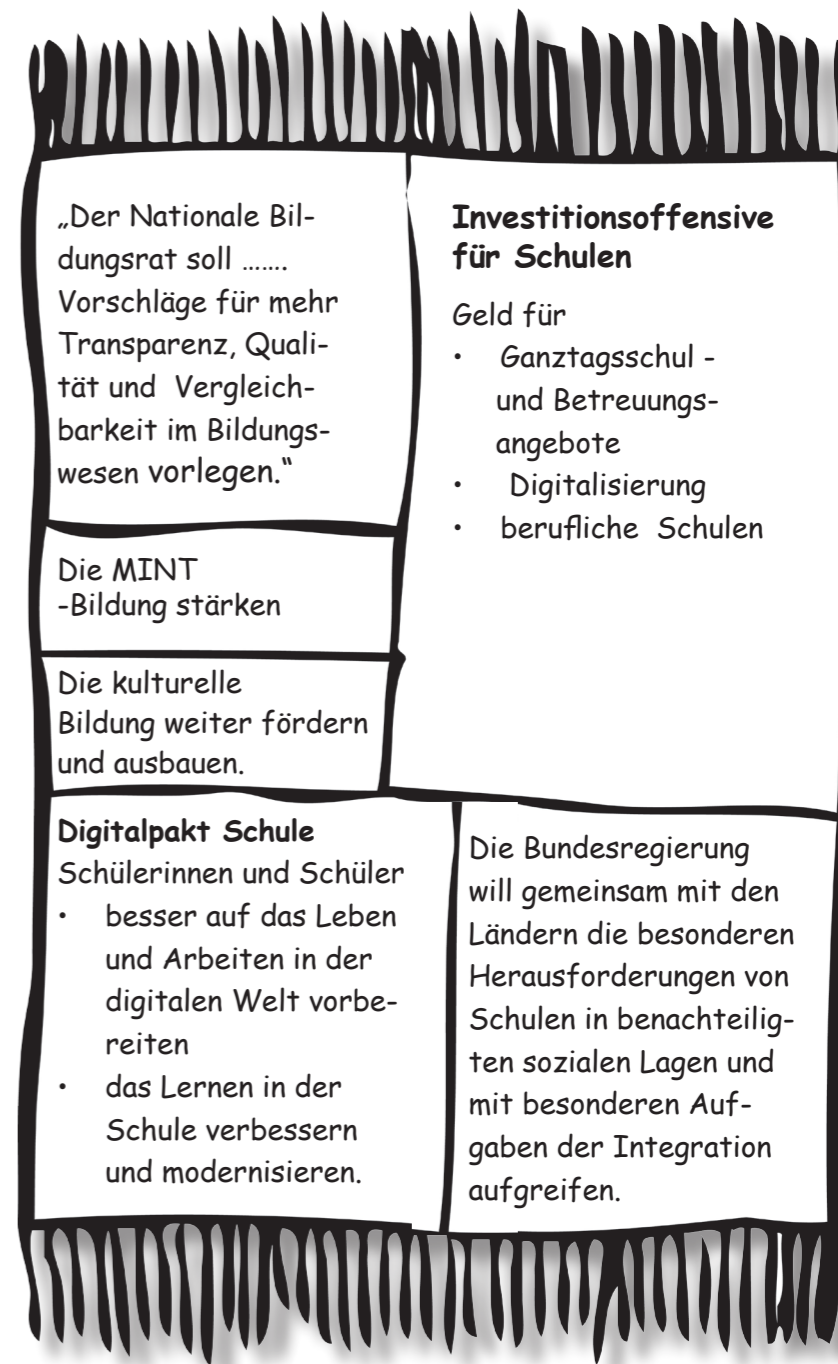 „Der Nationale Bil-
dungsrat soll .......
Vorschläge für mehr
Transparenz, Quali-
tät und Vergleich-
barkeit im Bildungs-
wesen vorlegen.“
Die MINT
-Bildung stärken
Die kulturelle
Bildung weiter fördern
und ausbauen.
Investitionsoffensive
für Schulen
Geld für
• Ganztagsschul -
und Betreuungs-
angebote
• Digitalisierung
• berufliche Schulen
Digitalpakt Schule
Schülerinnen und Schüler
• besser auf das Leben
und Arbeiten in der
digitalen Welt vorbe-
reiten
• das Lernen in der
Schule verbessern
und modernisieren.
Die Bundesregierung
will gemeinsam mit den
Ländern die besonderen
Herausforderungen von
Schulen in benachteilig-
ten sozialen Lagen und
mit besonderen Auf-
gaben der Integration
aufgreifen.